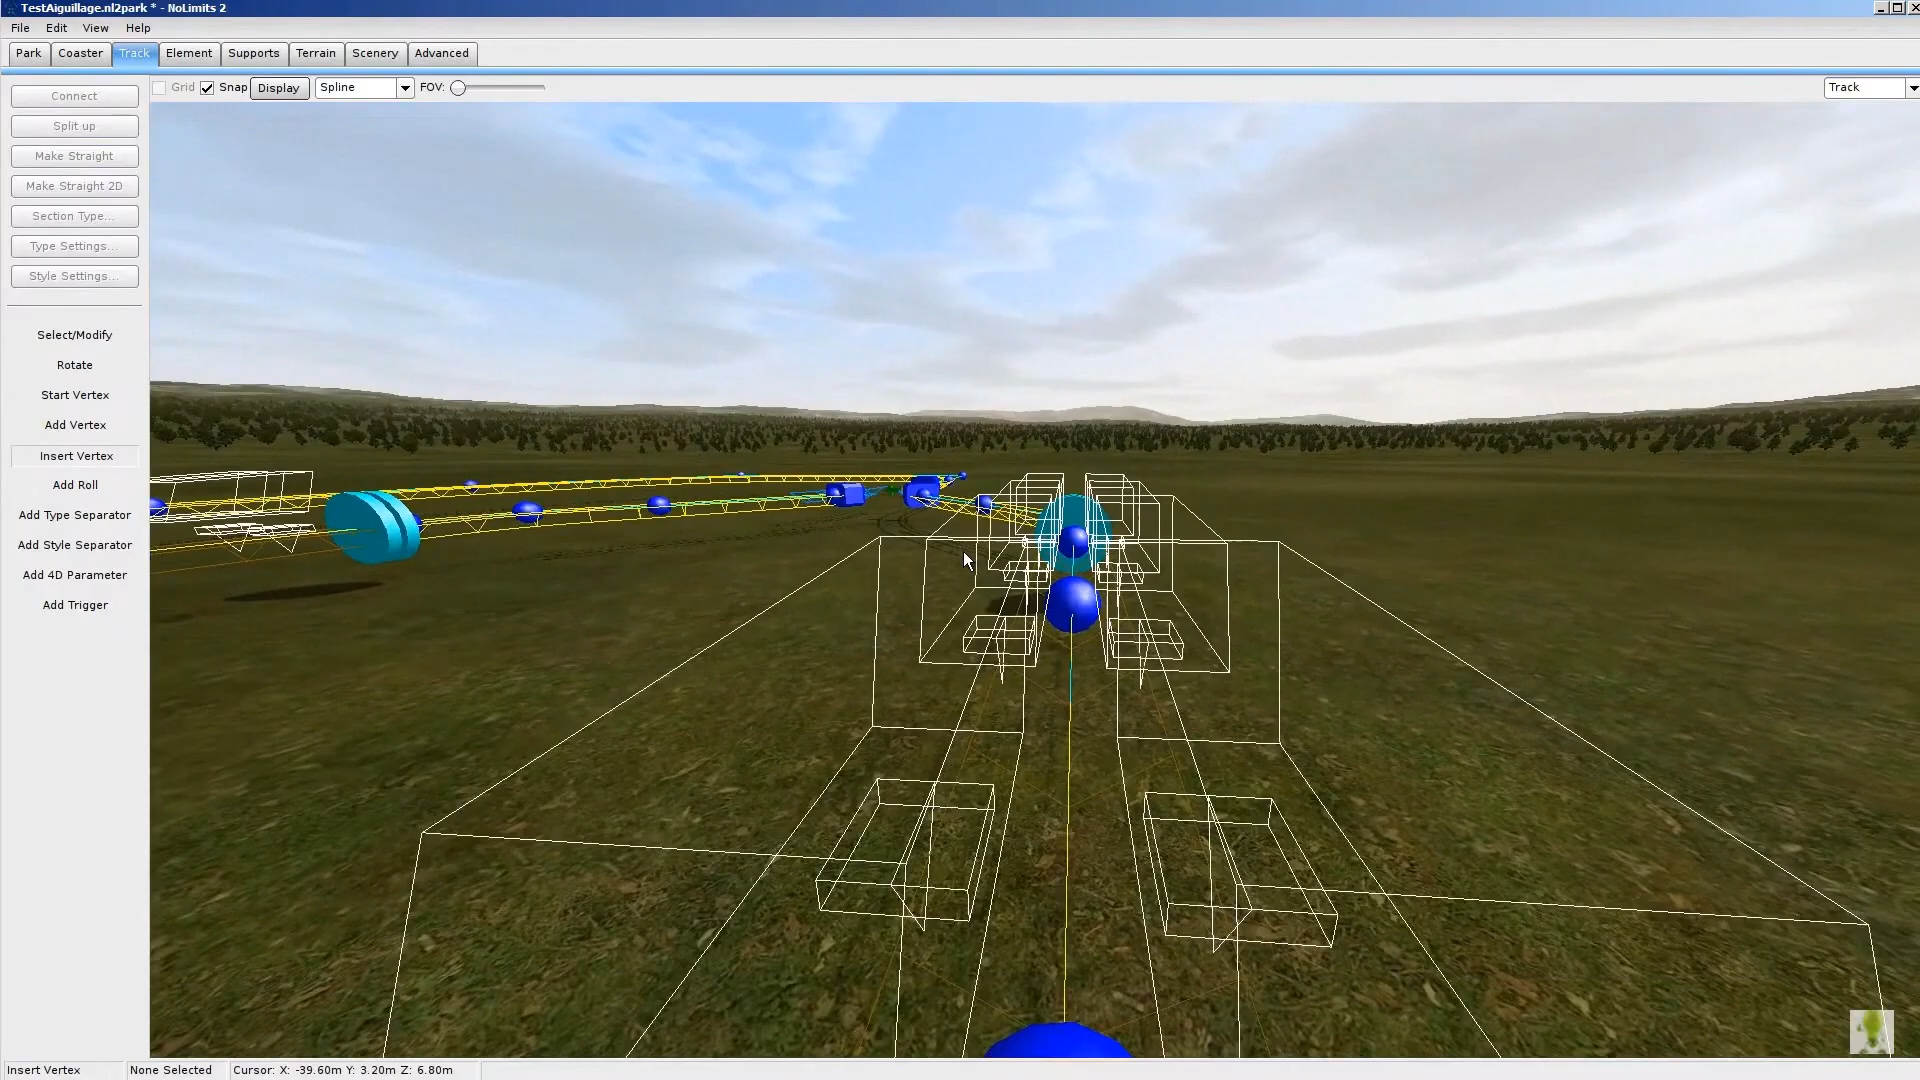 TestAiguillage.nl2park * - NoLimits 2
File Edit View Help
Park Coaster Track Element Supports Terrain Scenery Advanced
Grid Snap Display Spline FOV: Track
Connect
Split up
Make Straight
Make Straight 2D
Section Type...
Type Settings...
Style Settings...
Select/Modify
Rotate
Start Vertex
Add Vertex
Insert Vertex
Add Roll
Add Type Separator
Add Style Separator
Add 4D Parameter
Add Trigger
Insert Vertex None Selected Cursor: X: -39.60m Y: 3.20m Z: 6.80m